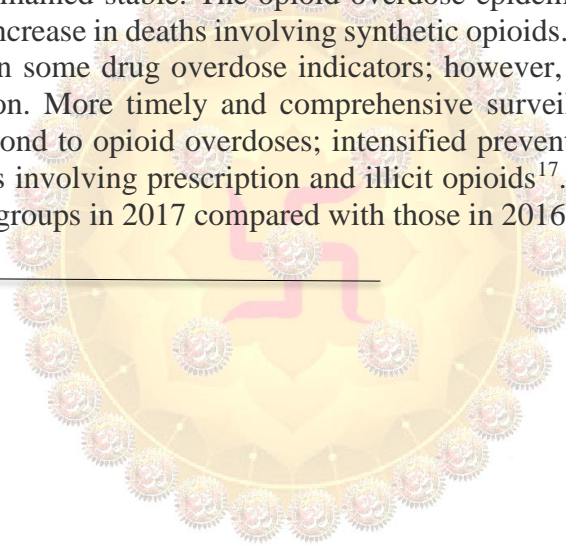 mained stable. The opioid overdose epidem
ncrease in deaths involving synthetic opioids.
n some drug overdose indicators; however,
on. More timely and comprehensive surveil
ond to opioid overdoses; intensified prevent
s involving prescription and illicit opioids17.
groups in 2017 compared with those in 2016